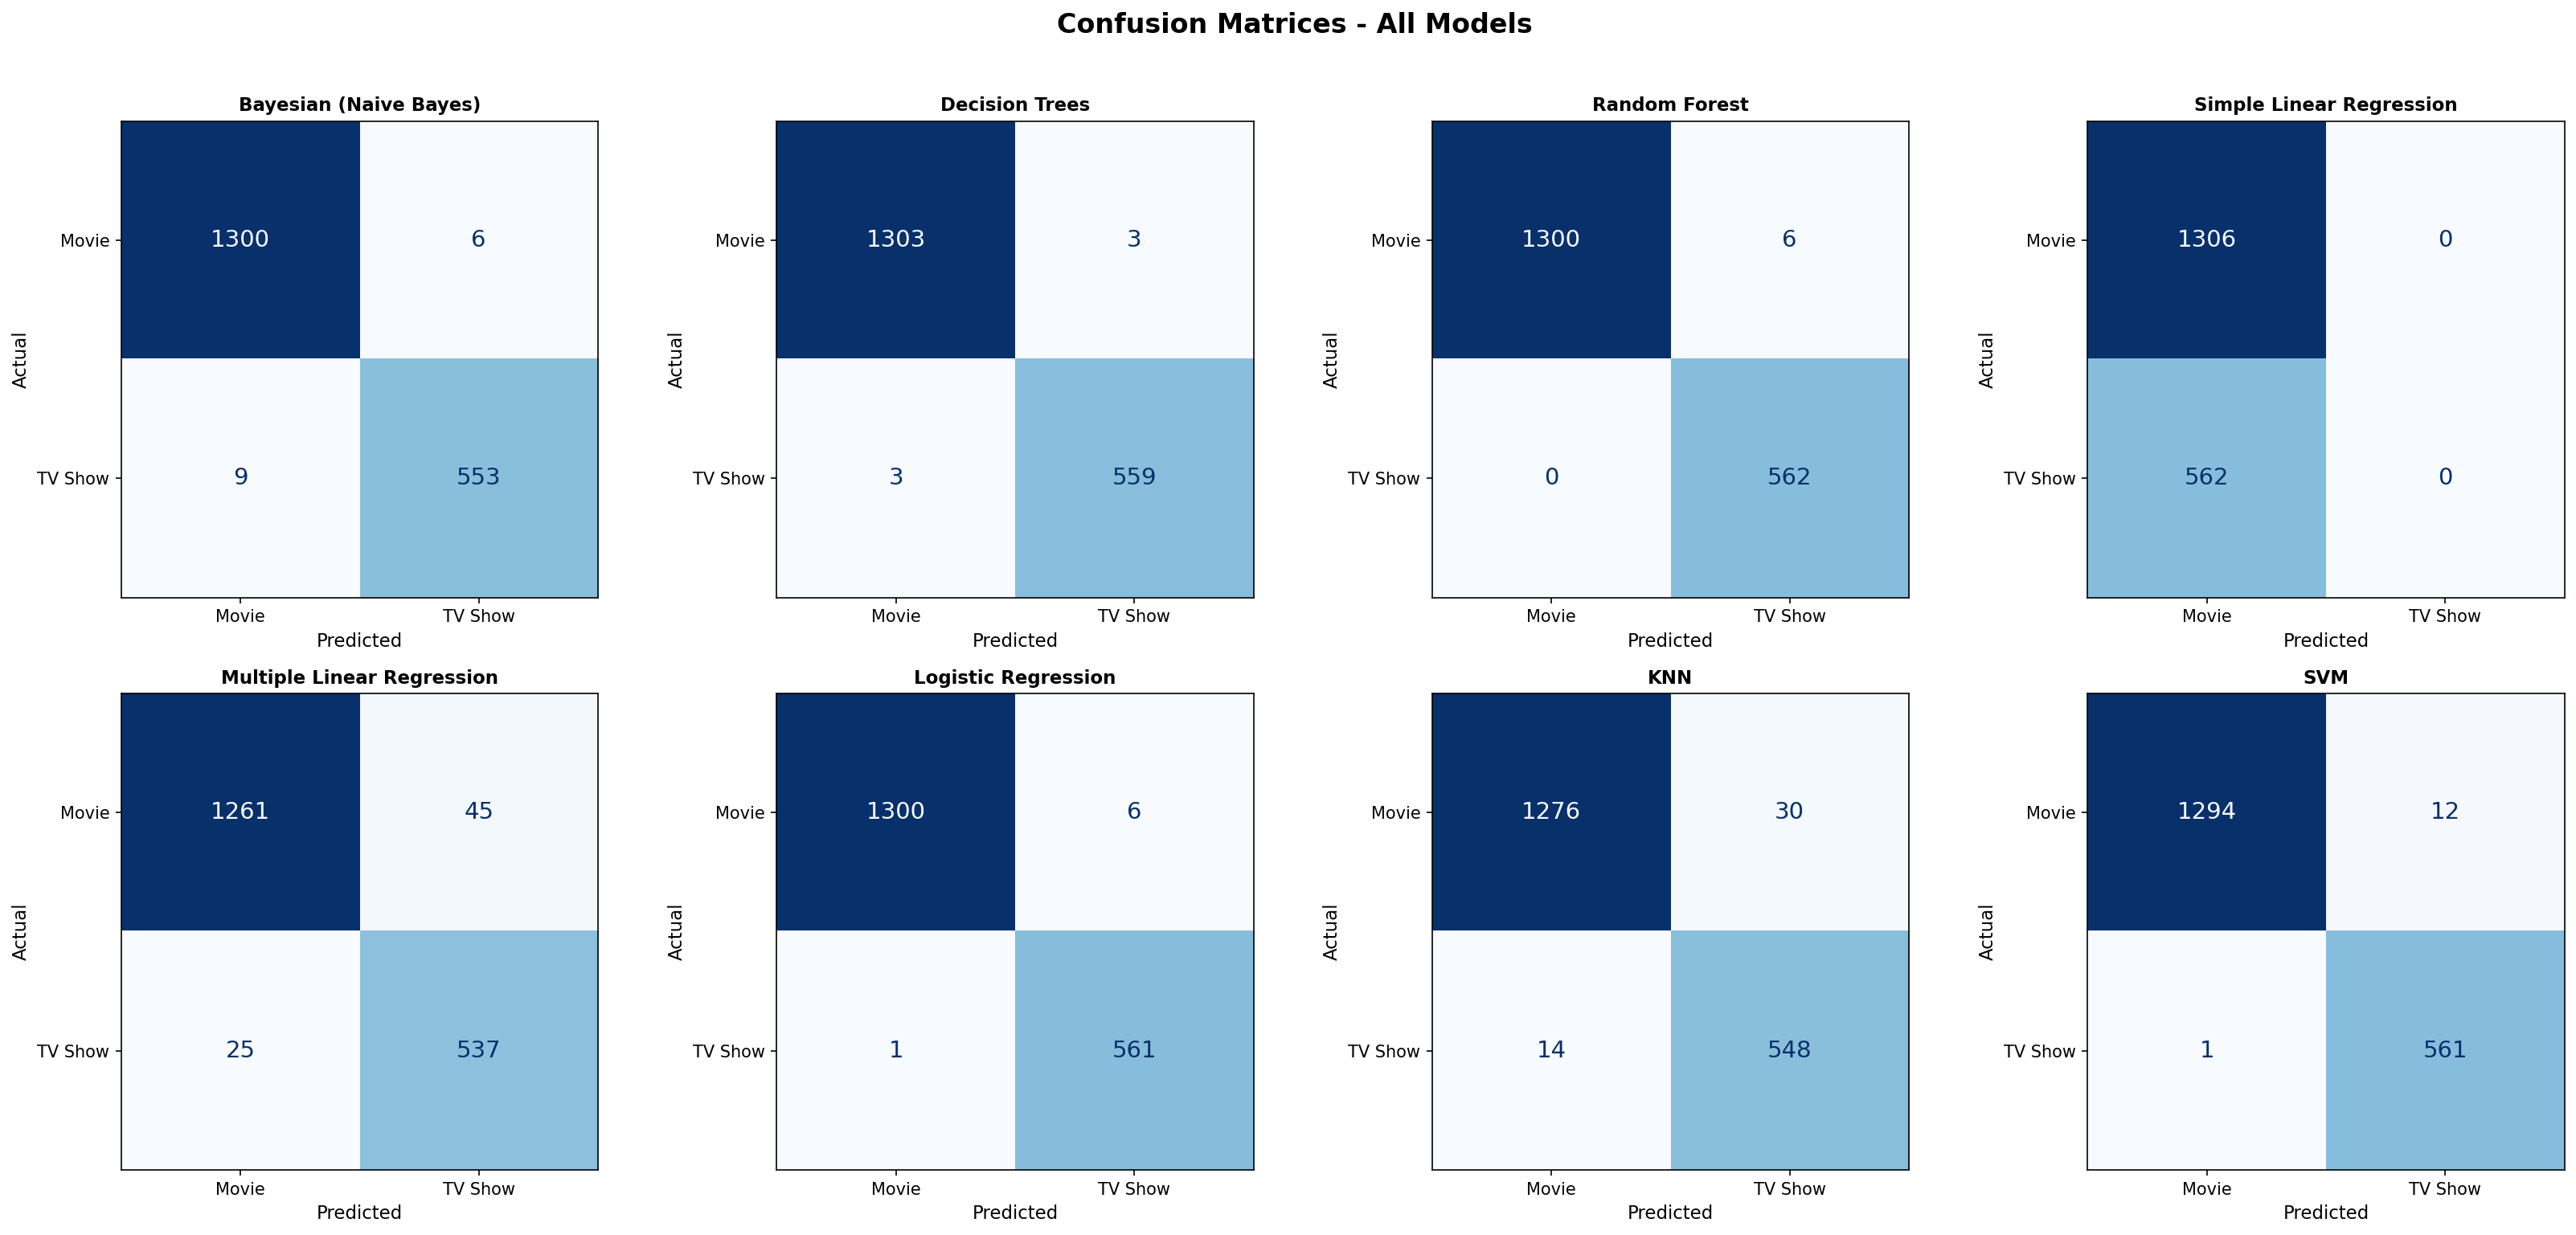 Confusion Matrices - All Models
Bayesian (Naive Bayes)
Actual
Movie
1300
6
TV Show
9
553
Movie
TV Show
Predicted
Decision Trees
Actual
Movie
1303
3
TV Show
3
559
Movie
TV Show
Predicted
Random Forest
Actual
Movie
1300
6
TV Show
0
562
Movie
TV Show
Predicted
Simple Linear Regression
Actual
Movie
1306
0
TV Show
562
0
Movie
TV Show
Predicted
Multiple Linear Regression
Actual
Movie
1261
45
TV Show
25
537
Movie
TV Show
Predicted
Logistic Regression
Actual
Movie
1300
6
TV Show
1
561
Movie
TV Show
Predicted
KNN
Actual
Movie
1276
30
TV Show
14
548
Movie
TV Show
Predicted
SVM
Actual
Movie
1294
12
TV Show
1
561
Movie
TV Show
Predicted